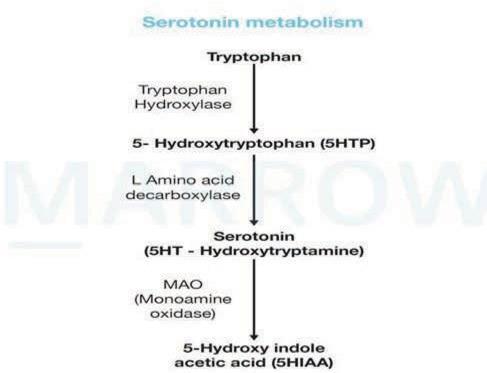 Serotonin metabolism
Tryptophan
Tryptophan
Hydroxylase
5- Hydroxytryptophan (5HTP)
MARROW
L Amino acid
decarboxylase
Serotonin
(5HT - Hydroxytryptamine)
MAO
(Monoamine
oxidase)
5-Hydroxy indole
acetic acid (5HIAA)